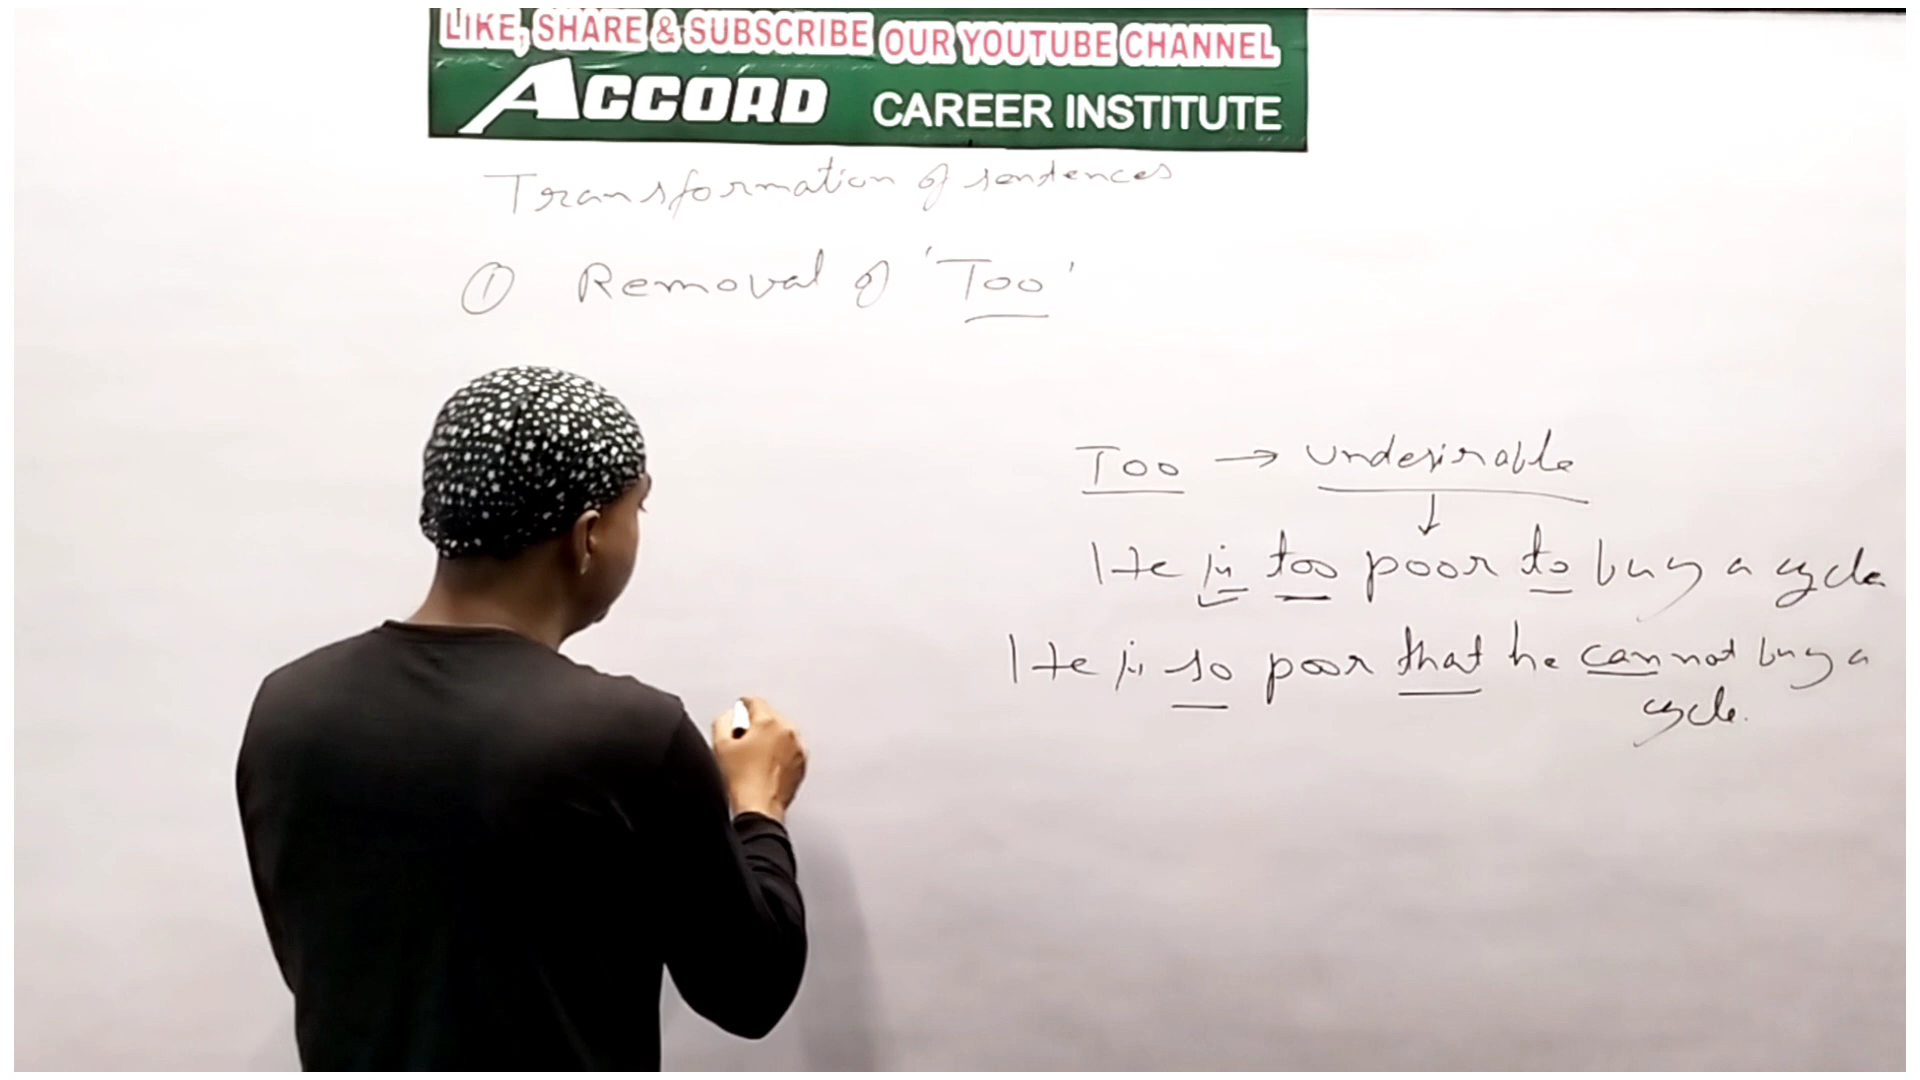 LIKE, SHARE & SUBSCRIBE OUR YOUTUBE CHANNEL
ACCORD CAREER INSTITUTE
Transformation of sentences
① Removal of 'Too'
Too → undesirable
He is too poor to buy a cycle
He is so poor that he cannot buy a
cycle.